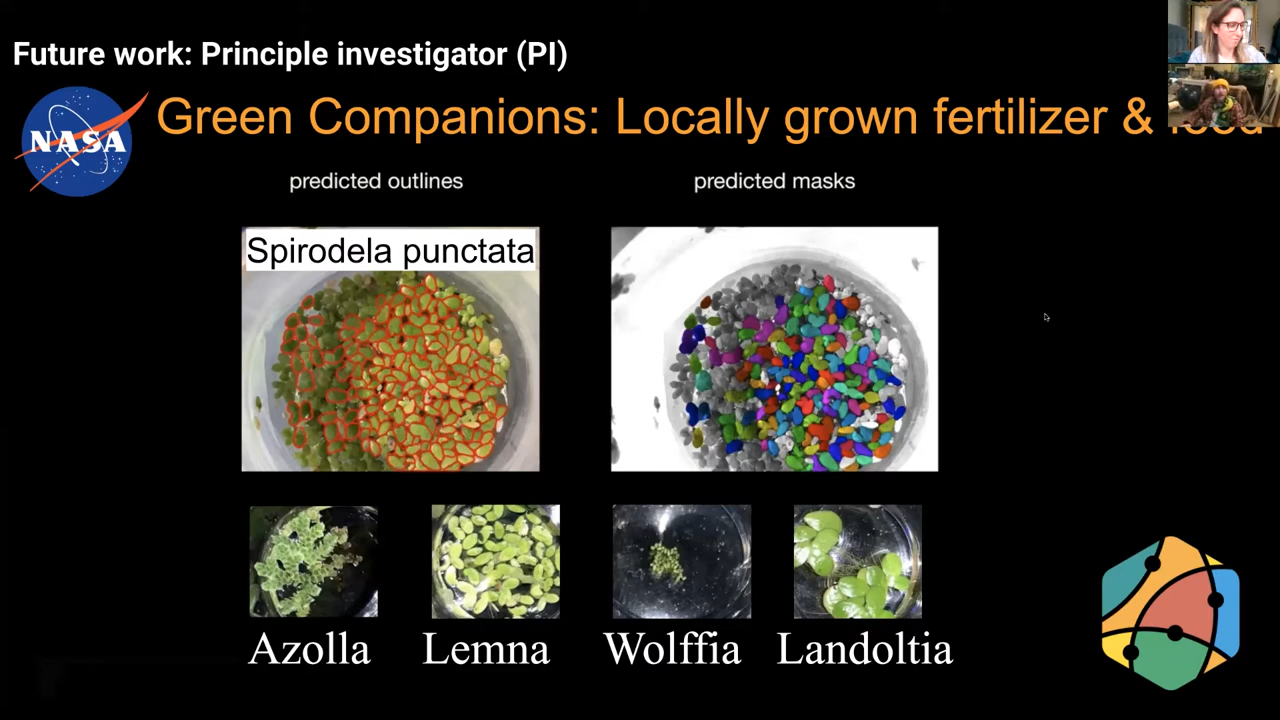 Future work: Principle investigator (PI)
NASA
Green Companions: Locally grown fertilizer &
predicted outlines
predicted masks
Spirodela punctata
Azolla
Lemna
Wolffia
Landoltia